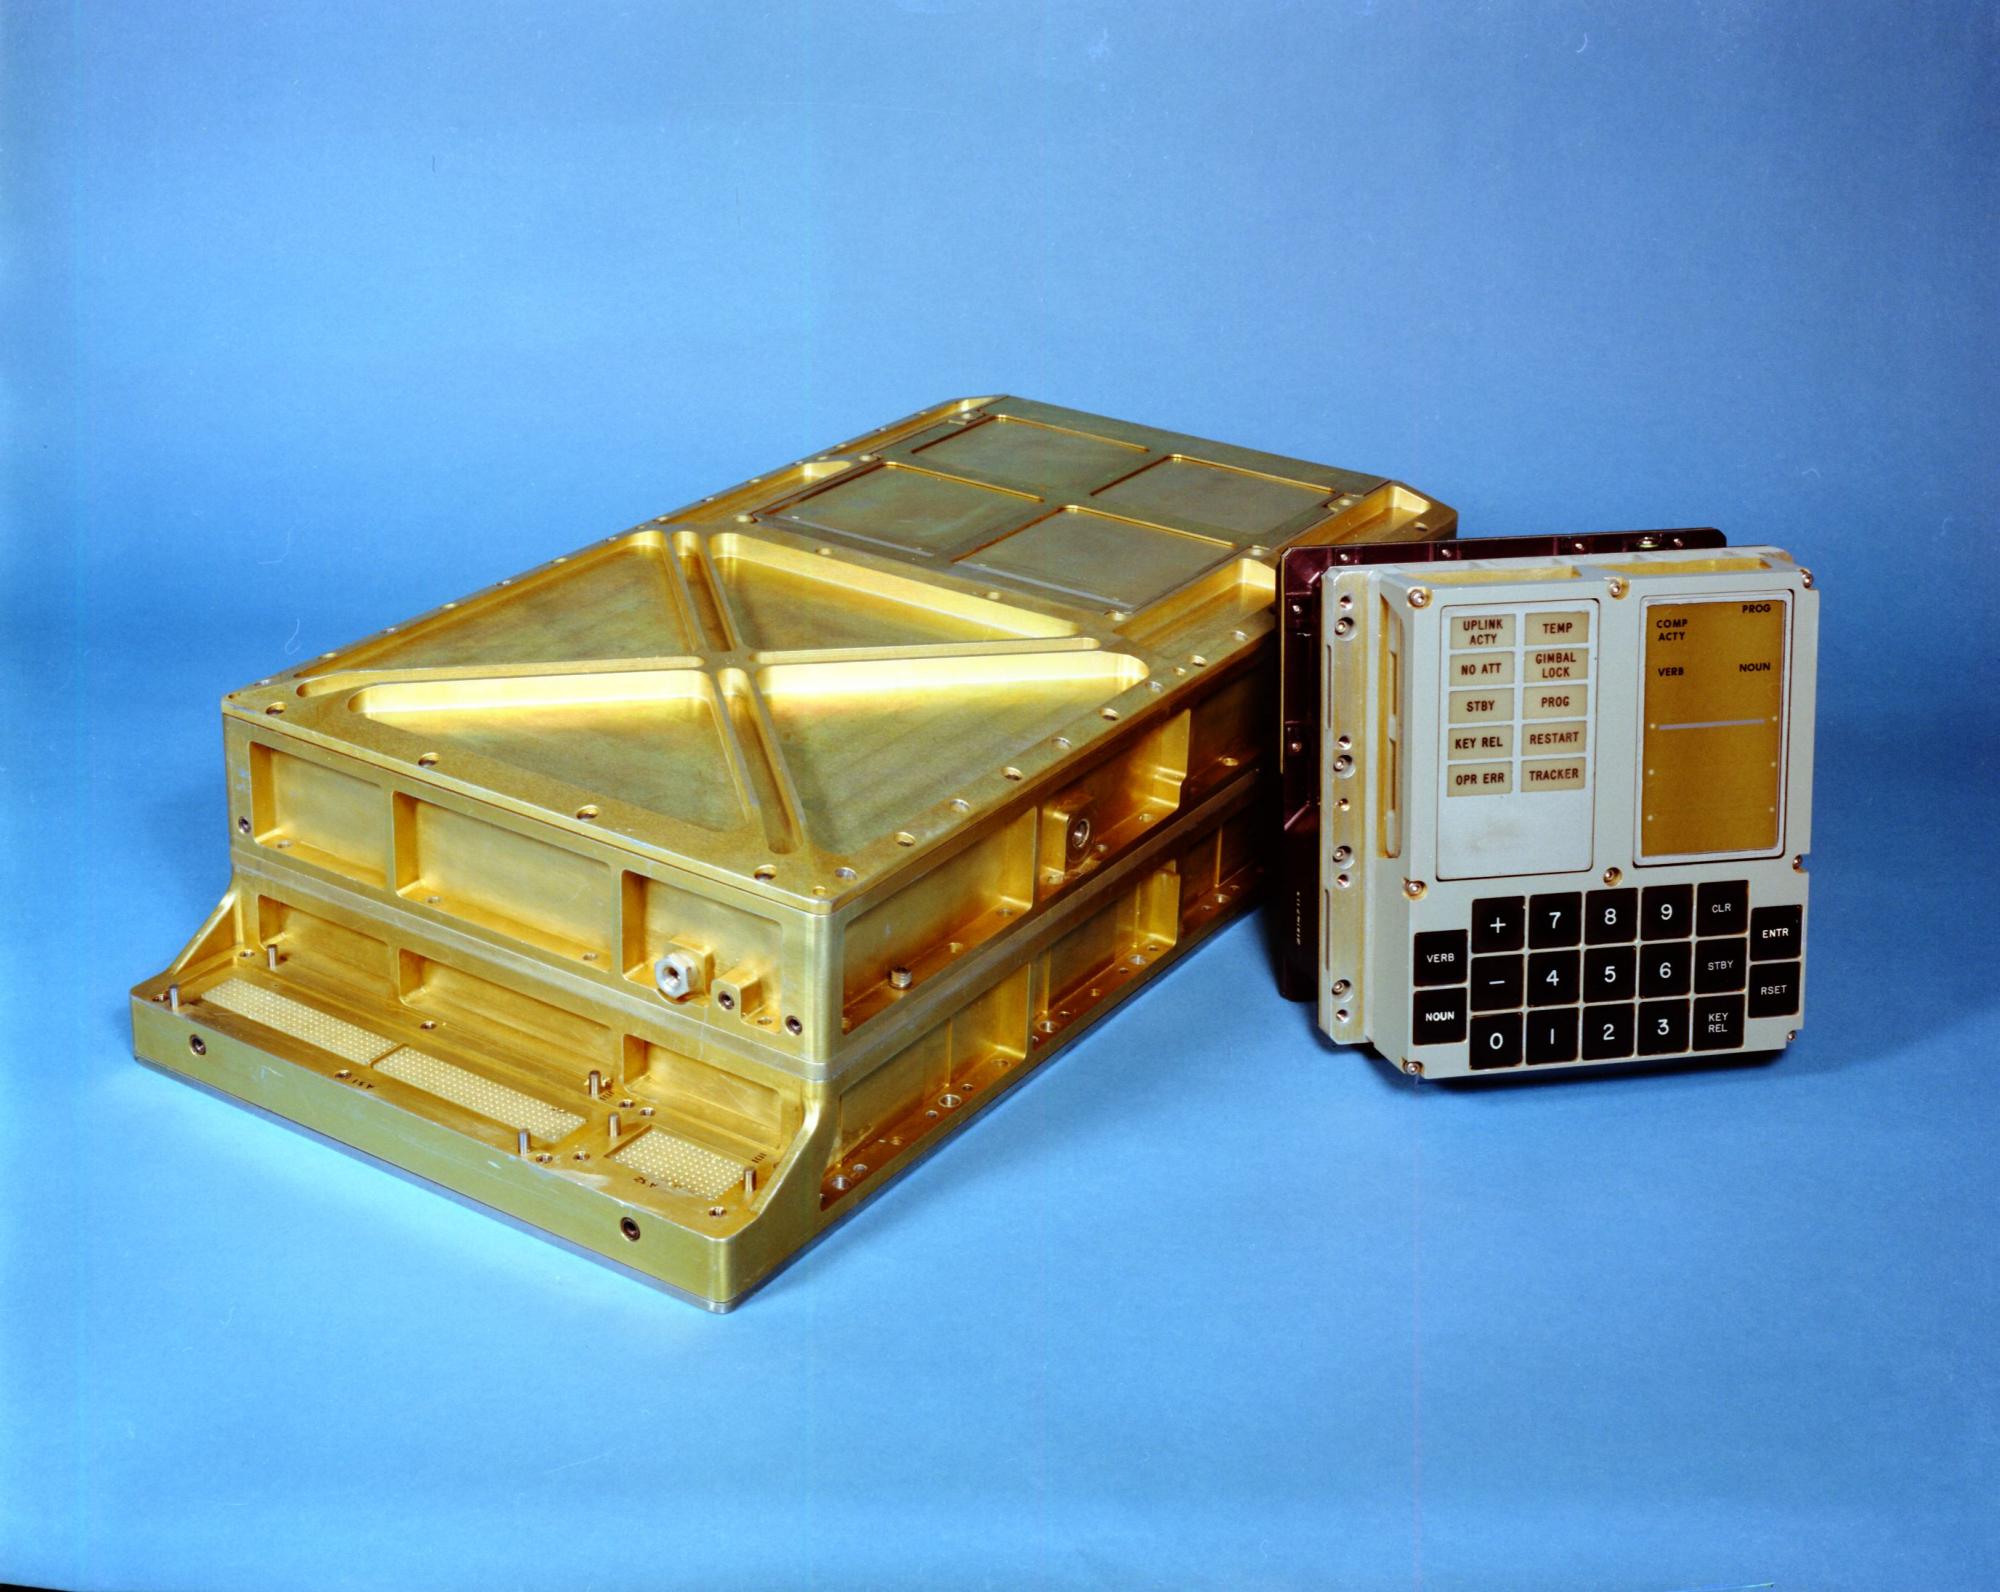 UPLINK
ACTY
TEMP
NO ATT
GIMBAL
LOCK
STBY
PROG
KEY REL
RESTART
OPR ERR
TRACKER
PROG
COMP
ACTY
VERB
NOUN
VERB
NOUN
+
7
8
9
CLR
ENTR
-
4
5
6
STBY
RSET
0
1
2
3
KEY
REL
A51
A52